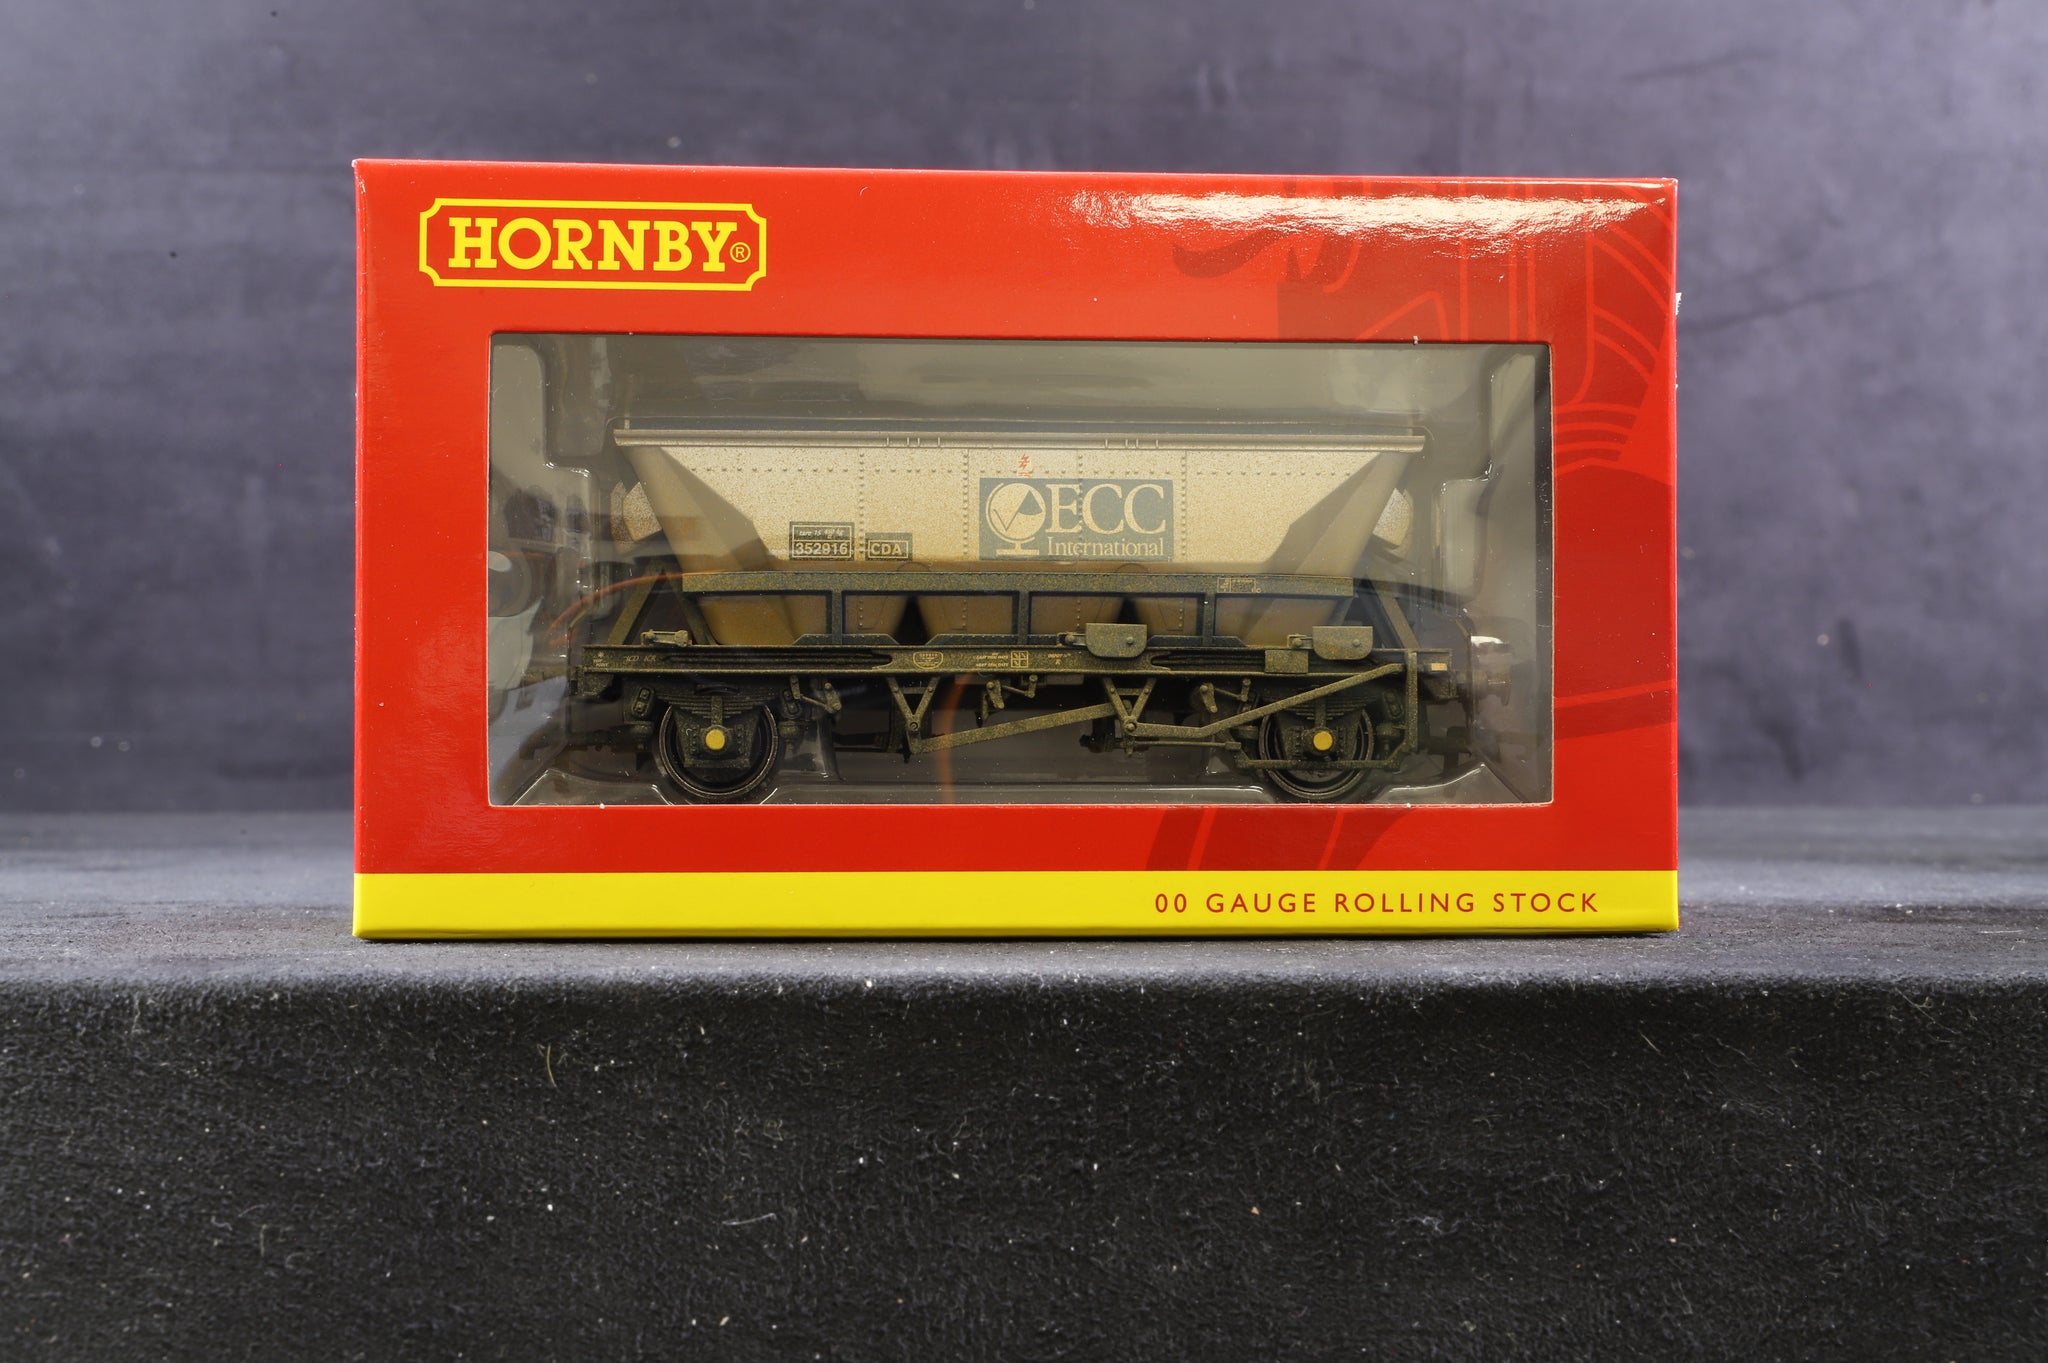 HORNBY®
ECC
International
352916
CDA
00 GAUGE ROLLING STOCK